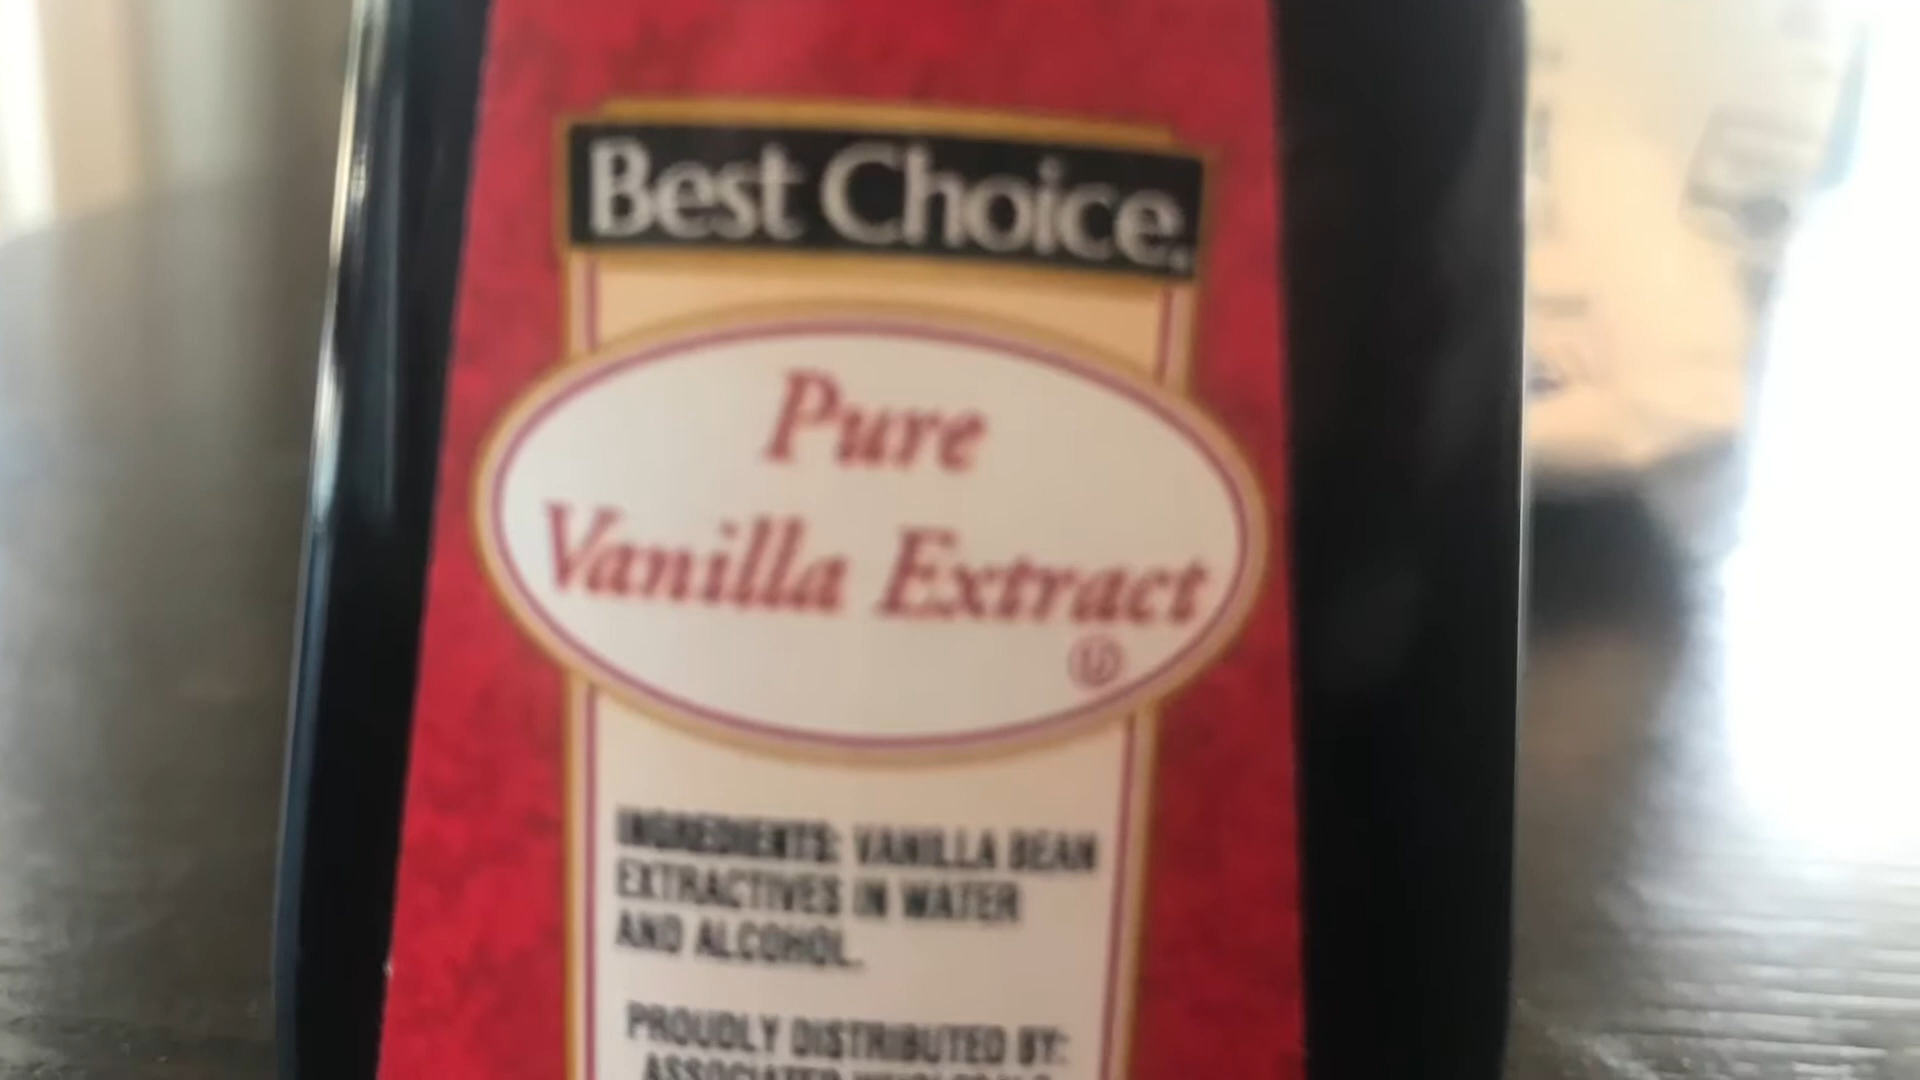 Best Choice.
Pure
Vanilla Extract
U
INGREDIENTS: VANILLA BEAN
EXTRACTIVES IN WATER
AND ALCOHOL.
PROUDLY DISTRIBUTED BY:
ASSOCIATED WHOLESALE